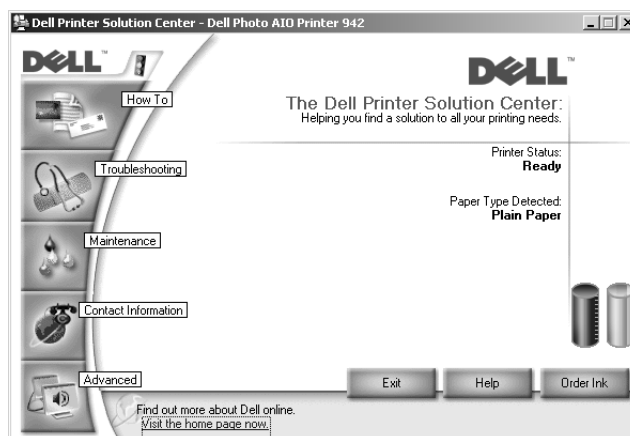 Dell Printer Solution Center - Dell Photo AIO Printer 942
DELL™
DELL™
How To
The Dell Printer Solution Center:
Helping you find a solution to all your printing needs.
Printer Status:
Ready
Troubleshooting
Paper Type Detected:
Plain Paper
Maintenance
Contact Information
Advanced
Exit
Help
Order Ink
Find out more about Dell online.
Visit the home page now.